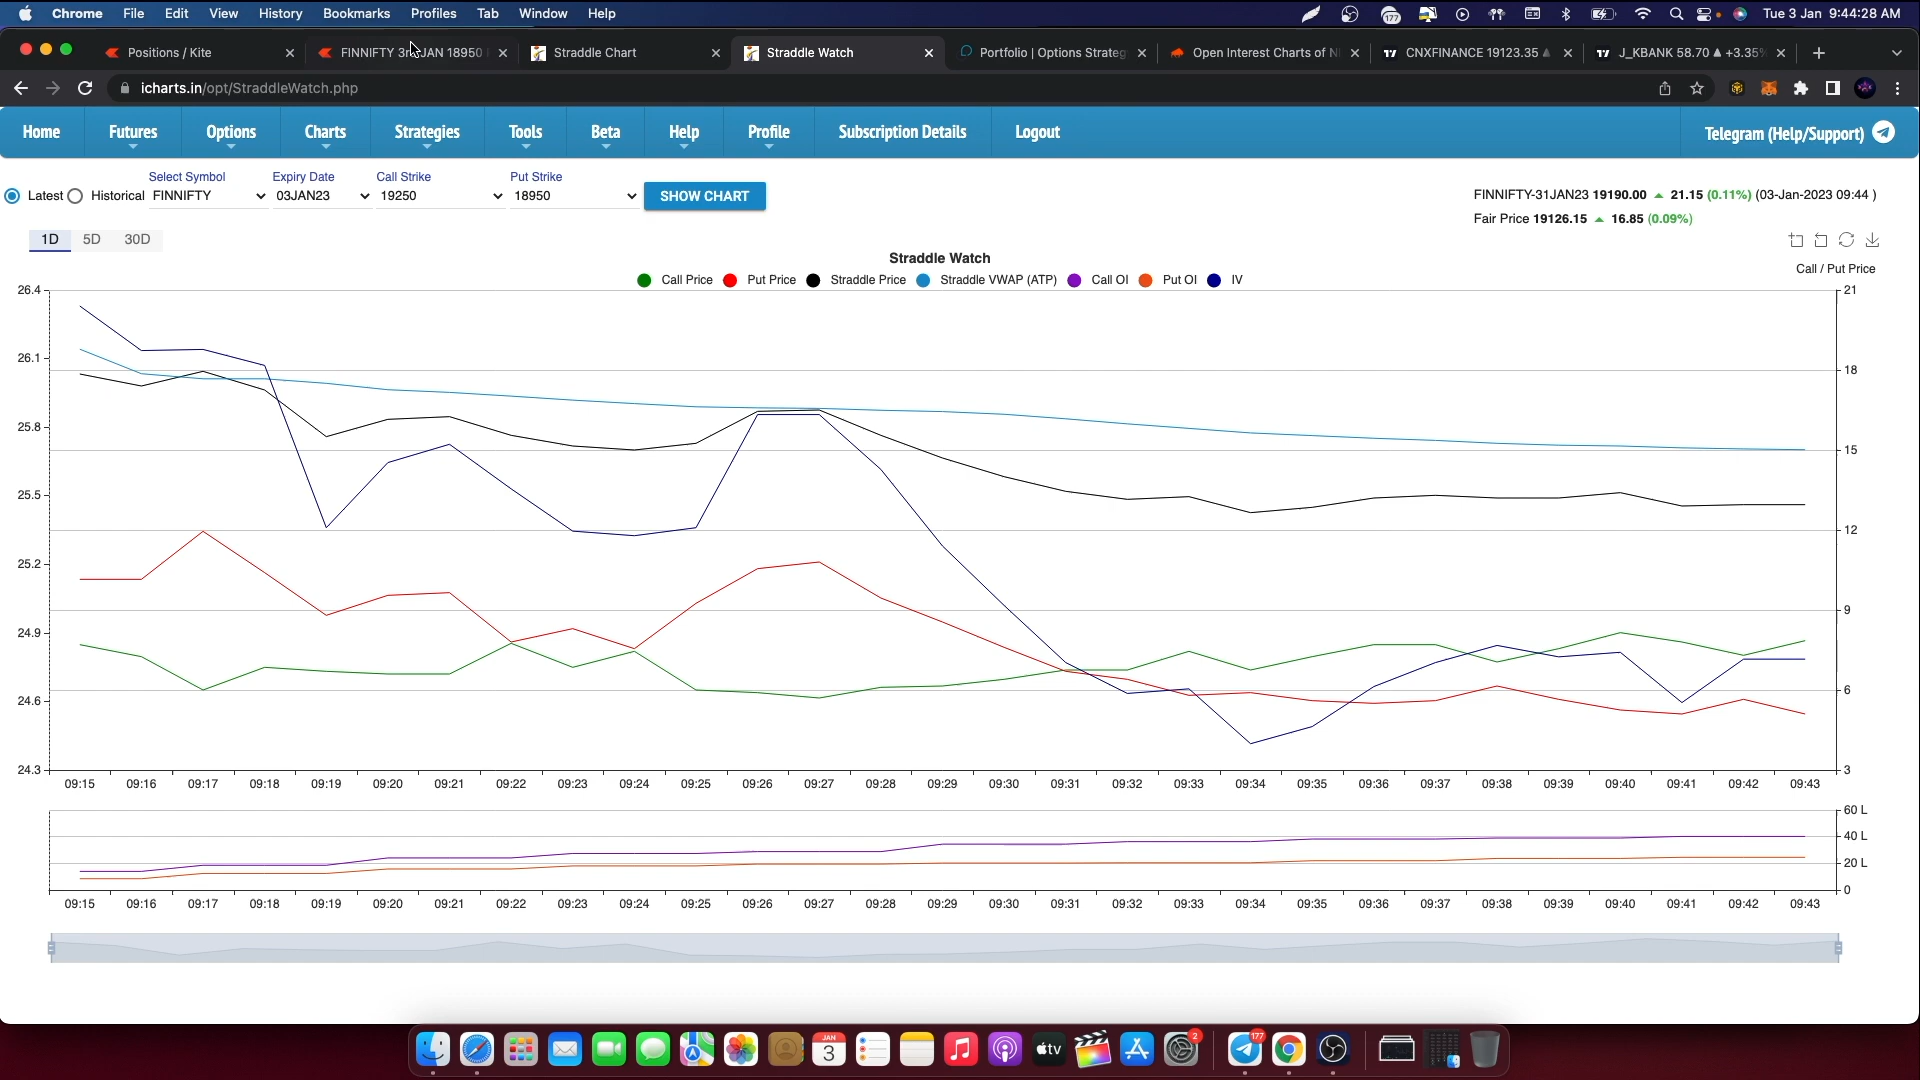 Chrome File Edit View History Bookmarks Profiles Tab Window Help 177 Tue 3 Jan 9:44:28 AM
Positions / Kite FINNIFTY 3rd JAN 18950 Straddle Chart Straddle Watch Portfolio | Options Strateg Open Interest Charts of NI CNXFINANCE 19123.35 J_KBANK 58.70 ▲ +3.35%
icharts.in/opt/StraddleWatch.php
Home Futures Options Charts Strategies Tools Beta Help Profile Subscription Details Logout Telegram (Help/Support)
Select Symbol Expiry Date Call Strike Put Strike
Latest Historical FINNIFTY 03JAN23 19250 18950 SHOW CHART
FINNIFTY-31JAN23 19190.00 ▲ 21.15 (0.11%) (03-Jan-2023 09:44 )
Fair Price 19126.15 ▲ 16.85 (0.09%)
1D 5D 30D
Straddle Watch
Call / Put Price
Call Price Put Price Straddle Price Straddle VWAP (ATP) Call OI Put OI IV
26.4 21
26.1 18
25.8 15
25.5 12
25.2 9
24.9 6
24.6
24.3 3
09:15 09:16 09:17 09:18 09:19 09:20 09:21 09:22 09:23 09:24 09:25 09:26 09:27 09:28 09:29 09:30 09:31 09:32 09:33 09:34 09:35 09:36 09:37 09:38 09:39 09:40 09:41 09:42 09:43
60 L
40 L
20 L
0
09:15 09:16 09:17 09:18 09:19 09:20 09:21 09:22 09:23 09:24 09:25 09:26 09:27 09:28 09:29 09:30 09:31 09:32 09:33 09:34 09:35 09:36 09:37 09:38 09:39 09:40 09:41 09:42 09:43
JAN 3 tv 2 177